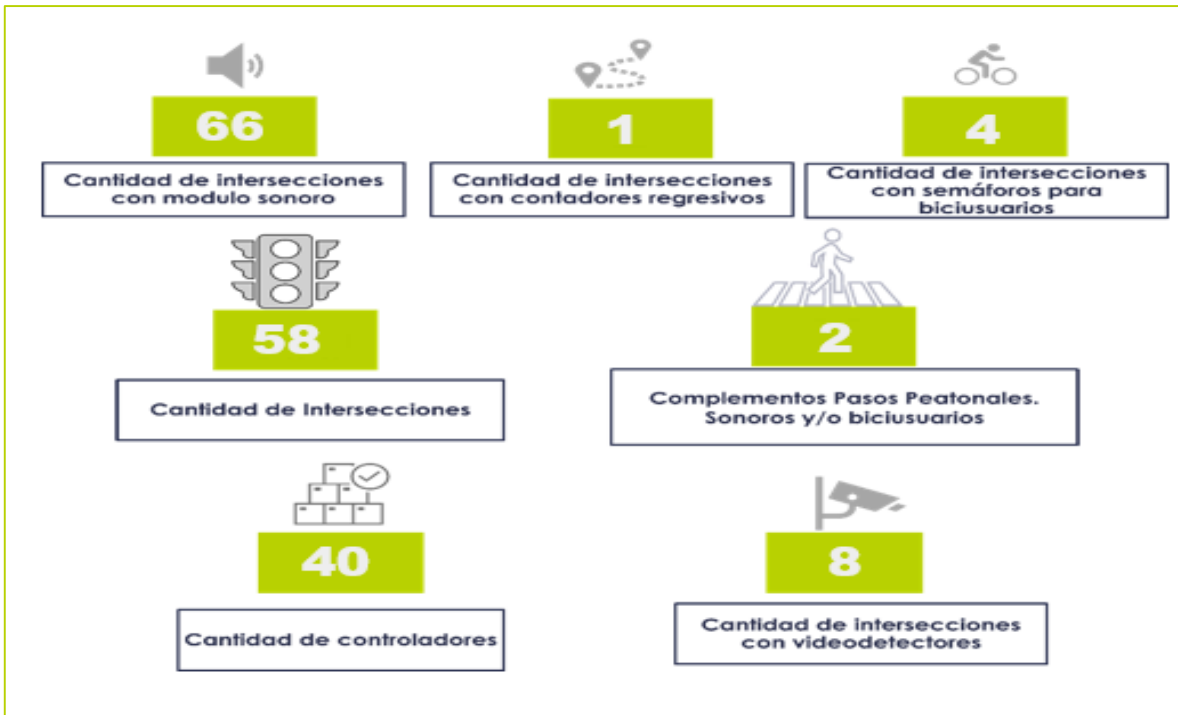 66
Cantidad de intersecciones
con modulo sonoro
1
Cantidad de intersecciones
con contadores regresivos
4
Cantidad de intersecciones
con semáforos para
biciusuarios
58
Cantidad de Intersecciones
2
Complementos Pasos Peatonales.
Sonoros y/o biciusuarios
40
Cantidad de controladores
8
Cantidad de intersecciones
con videodetectores